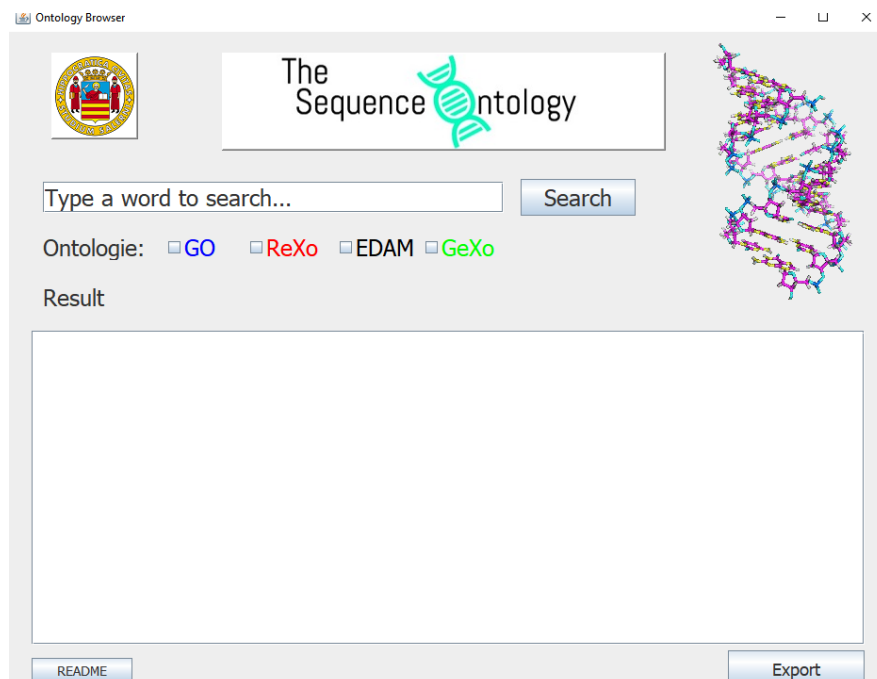 Ontology Browser
The
Sequence Ontology
Type a word to search...
Search
Ontologie: GO ReXo EDAM GeXo
Result
README
Export